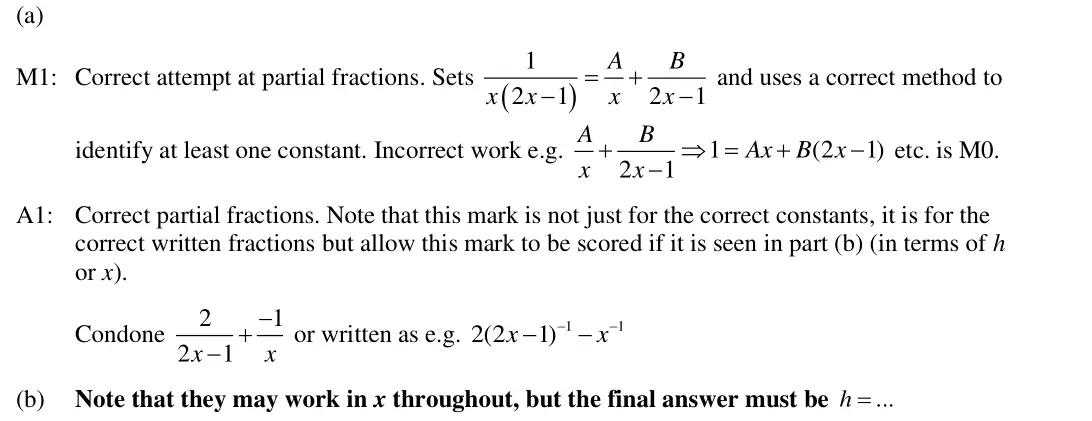 (a)
M1: Correct attempt at partial fractions. Sets 1/(x(2x−1)) = A/x + B/(2x−1) and uses a correct method to
identify at least one constant. Incorrect work e.g. A/x + B/(2x−1) ⇒ 1 = Ax + B(2x−1) etc. is M0.
A1: Correct partial fractions. Note that this mark is not just for the correct constants, it is for the
correct written fractions but allow this mark to be scored if it is seen in part (b) (in terms of h
or x).
Condone 2/(2x−1) + −1/x or written as e.g. 2(2x−1)⁻¹ − x⁻¹
(b) Note that they may work in x throughout, but the final answer must be h = ...